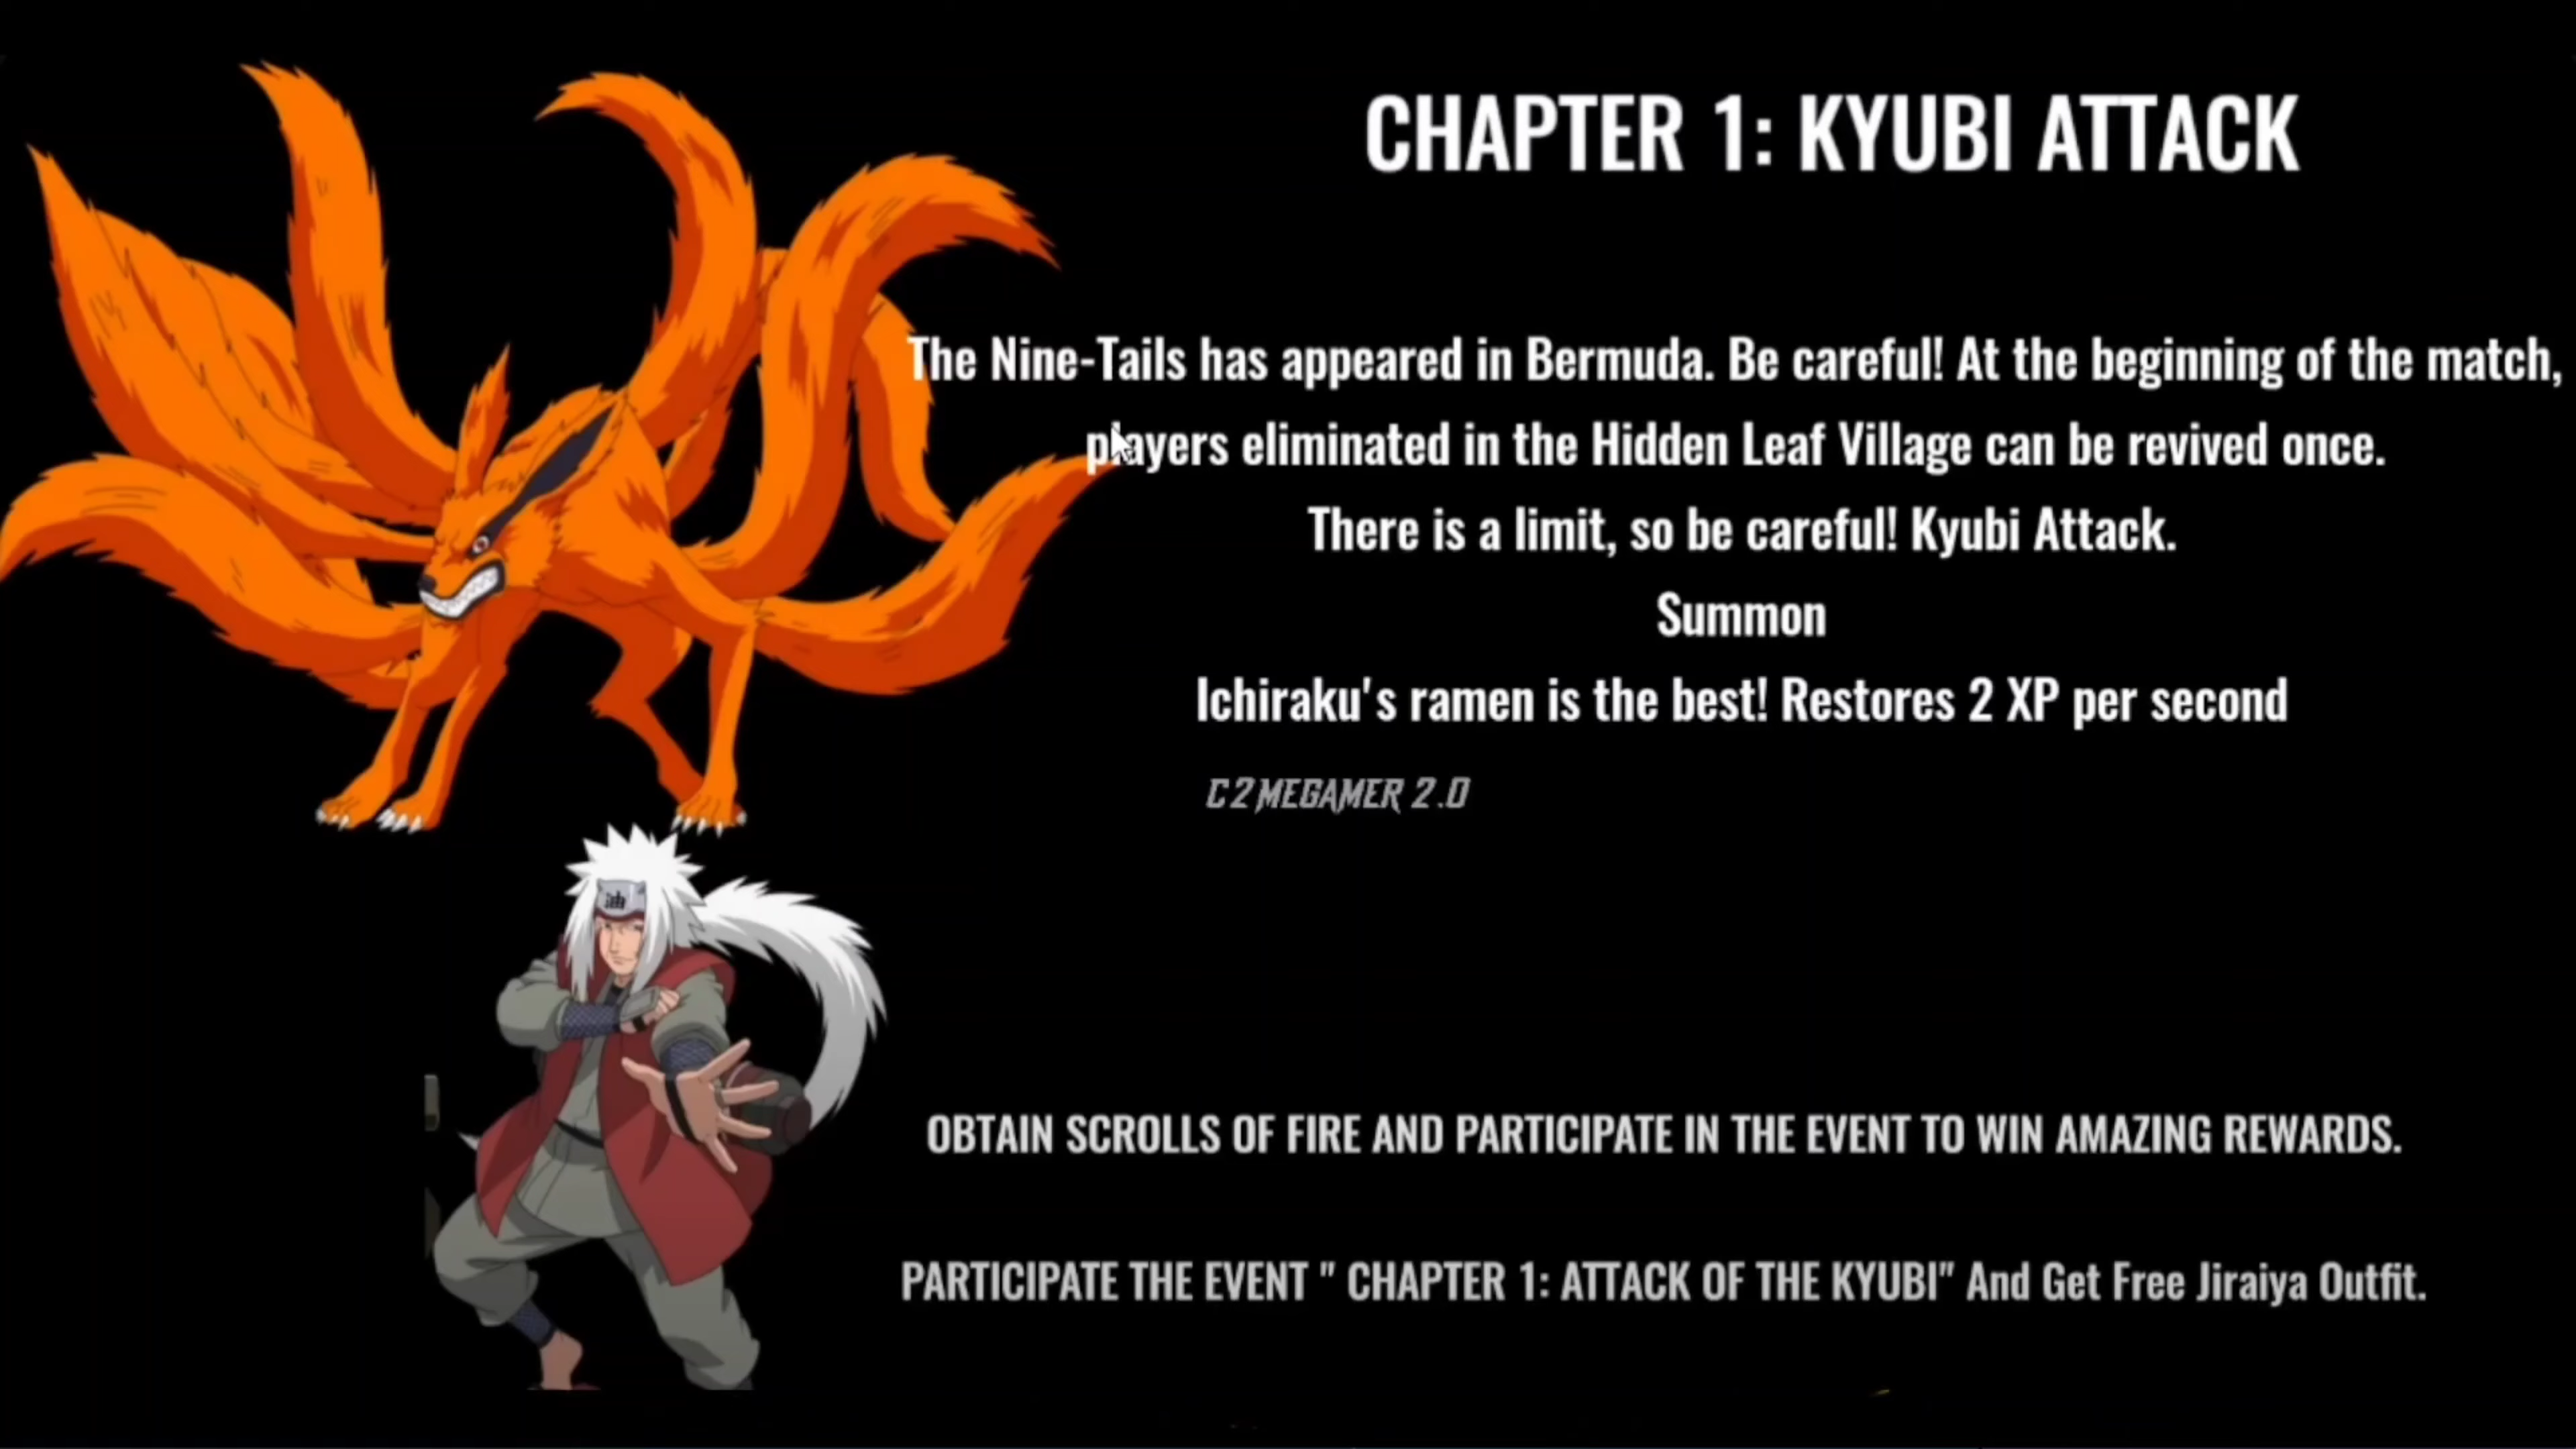 CHAPTER 1: KYUBI ATTACK
The Nine-Tails has appeared in Bermuda. Be careful! At the beginning of the match,
players eliminated in the Hidden Leaf Village can be revived once.
There is a limit, so be careful! Kyubi Attack.
Summon
Ichiraku's ramen is the best! Restores 2 XP per second
C2MEGAMER 2.0
油
OBTAIN SCROLLS OF FIRE AND PARTICIPATE IN THE EVENT TO WIN AMAZING REWARDS.
PARTICIPATE THE EVENT " CHAPTER 1: ATTACK OF THE KYUBI" And Get Free Jiraiya Outfit.